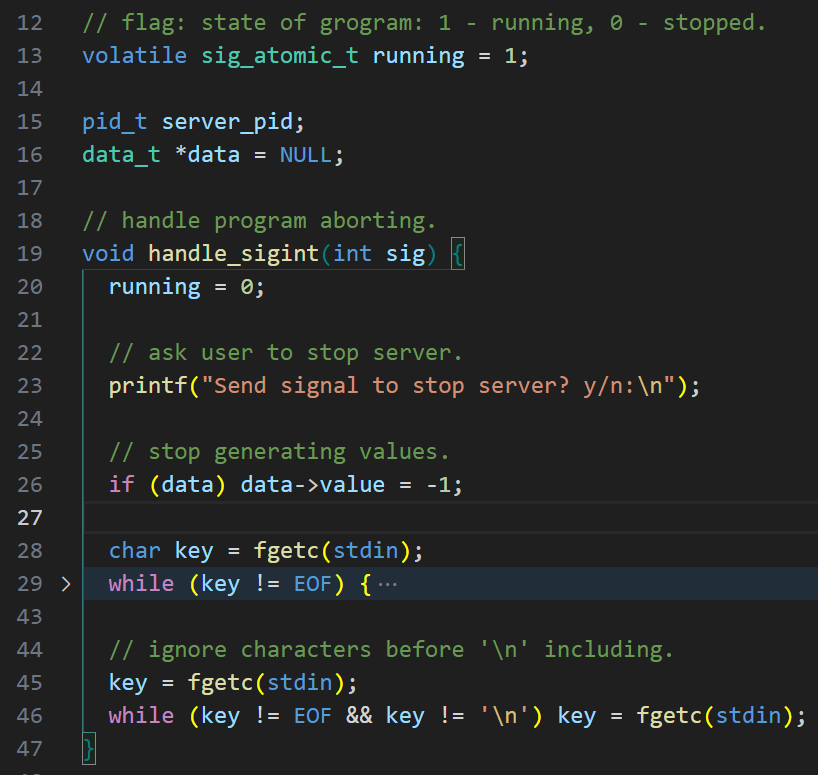 12 // flag: state of grogram: 1 - running, 0 - stopped.
13 volatile sig_atomic_t running = 1;
14
15 pid_t server_pid;
16 data_t *data = NULL;
17
18 // handle program aborting.
19 void handle_sigint(int sig) {
20 running = 0;
21
22 // ask user to stop server.
23 printf("Send signal to stop server? y/n:\n");
24
25 // stop generating values.
26 if (data) data->value = -1;
27
28 char key = fgetc(stdin);
29 > while (key != EOF) { ···
43
44 // ignore characters before '\n' including.
45 key = fgetc(stdin);
46 while (key != EOF && key != '\n') key = fgetc(stdin);
47 }